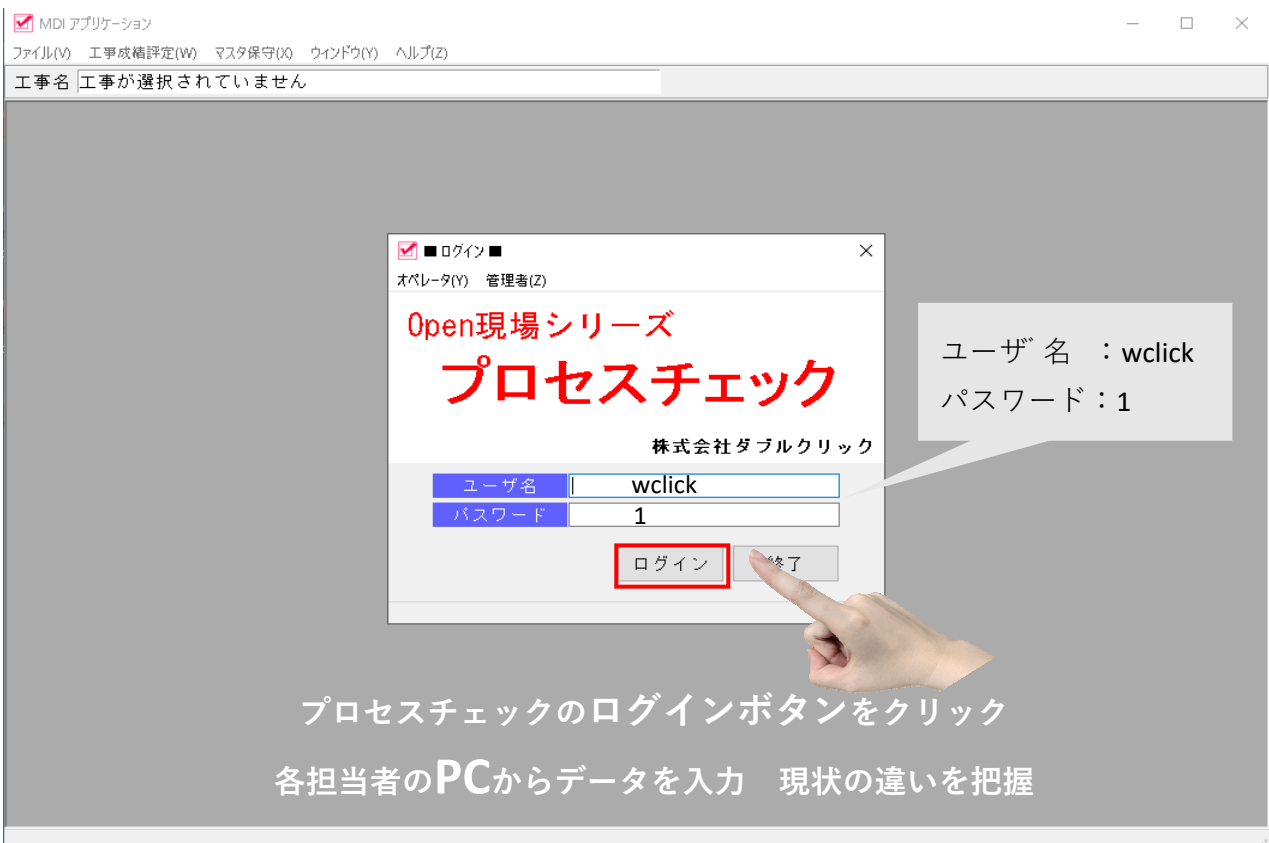 MDI アプリケーション
ファイル(V) 工事成績評定(W) マスタ保守(X) ウインドウ(Y) ヘルプ(Z)
工事名 工事が選択されていません
■ ログイン ■
オペレータ(Y) 管理者(Z)
Open現場シリーズ
プロセスチェック
株式会社ダブルクリック
ユーザ名 wclick
パスワード 1
ログイン 終了
ユーザ名 ：wclick
パスワード：1
プロセスチェックのログインボタンをクリック
各担当者のPCからデータを入力 現状の違いを把握